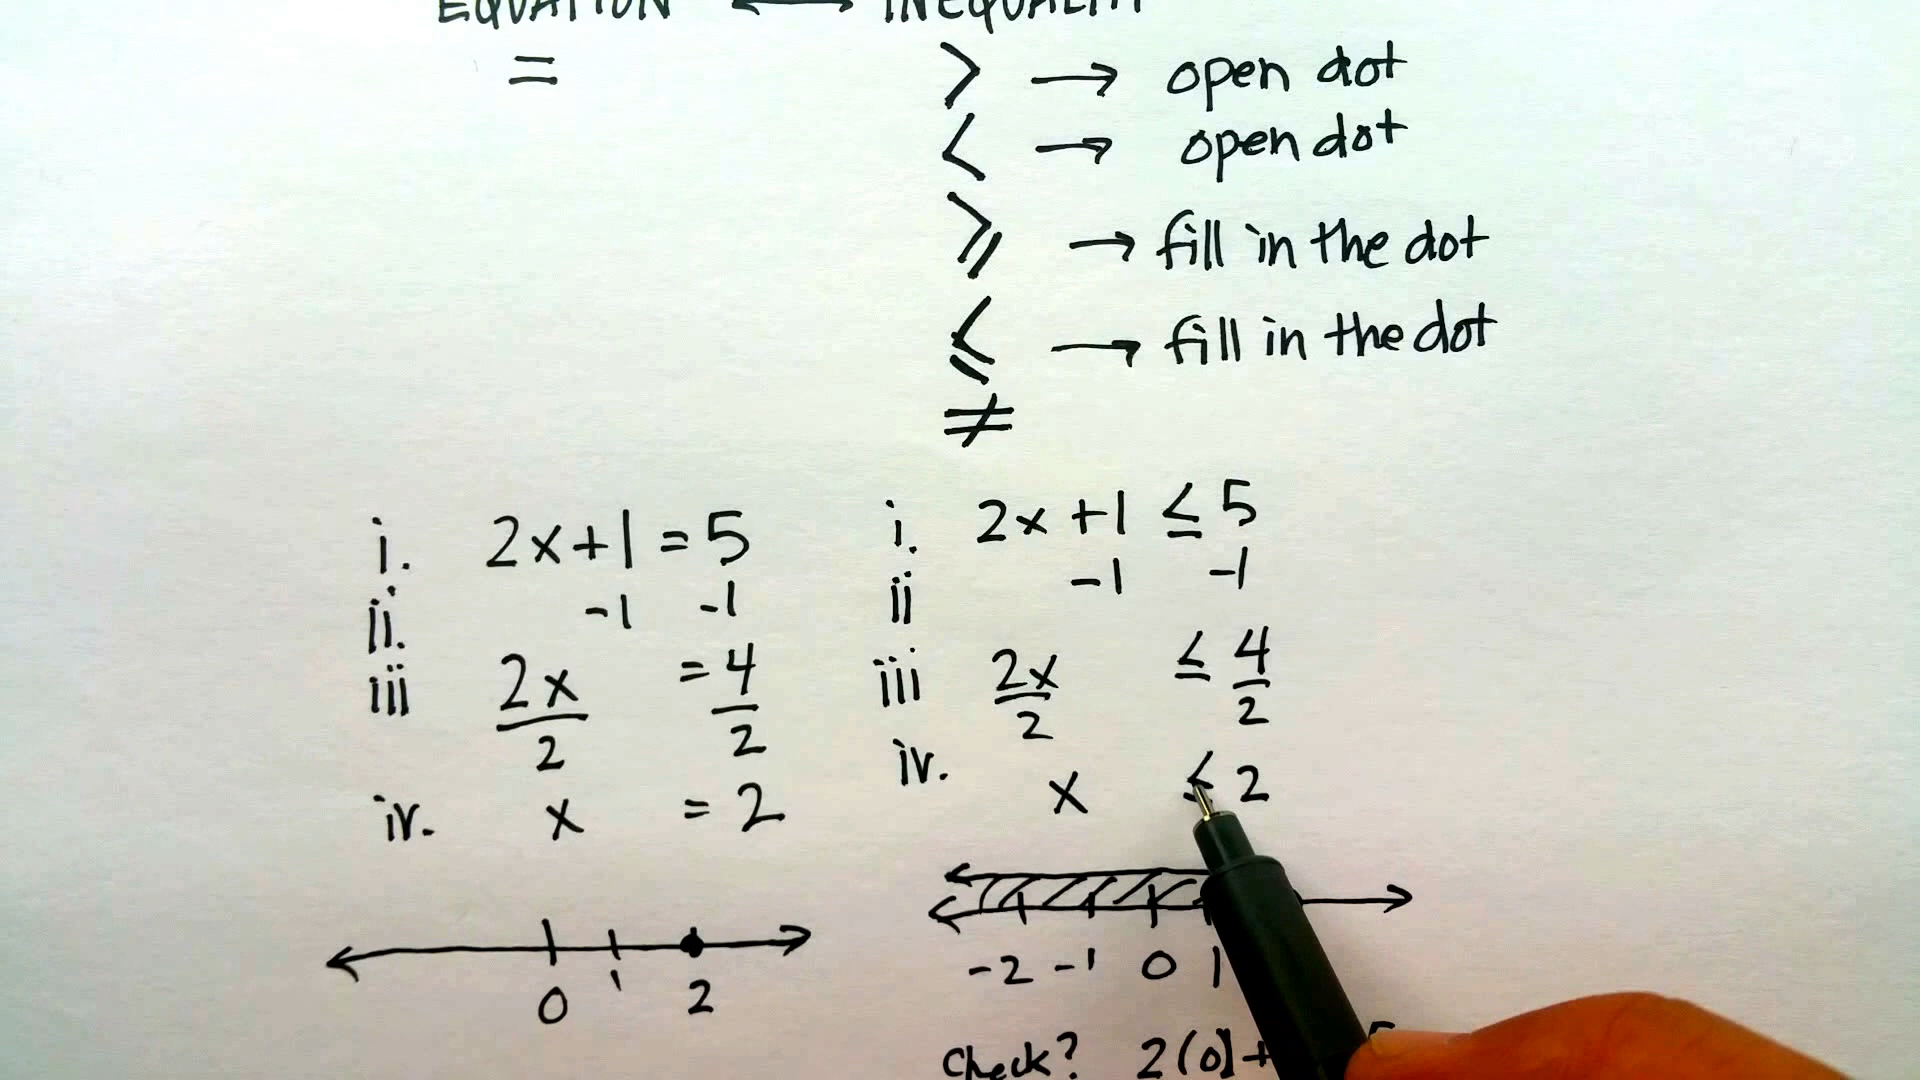 EQUATION ⟷ INEQUALITY
= > → open dot
< → open dot
≥ → fill in the dot
≤ → fill in the dot
≠
i. 2x+1 = 5
ii. -1 -1
iii 2x/2 = 4/2
iv. x = 2
0 1 2
i. 2x +1 ≤ 5
ii -1 -1
iii 2x/2 ≤ 4/2
iv. x ≤ 2
-2 -1 0 1
Check? 2(0)+